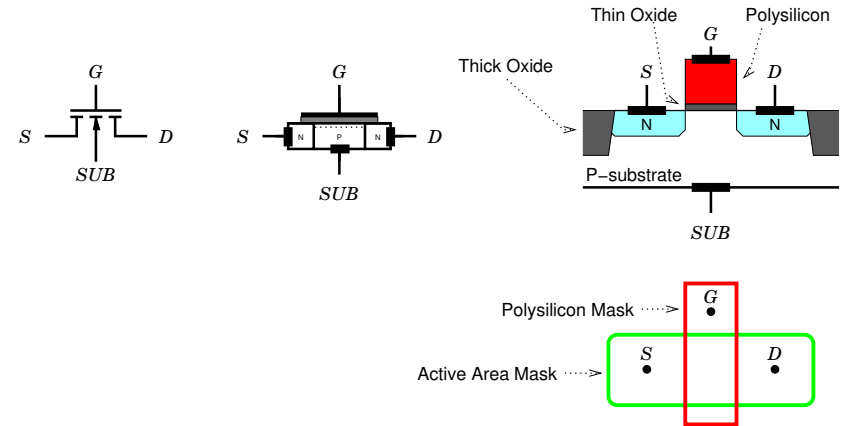 G
S
D
SUB
G
S
N
P
N
D
SUB
Thin Oxide
Polysilicon
G
Thick Oxide
S
D
N
N
P−substrate
SUB
Polysilicon Mask
G
S
D
Active Area Mask